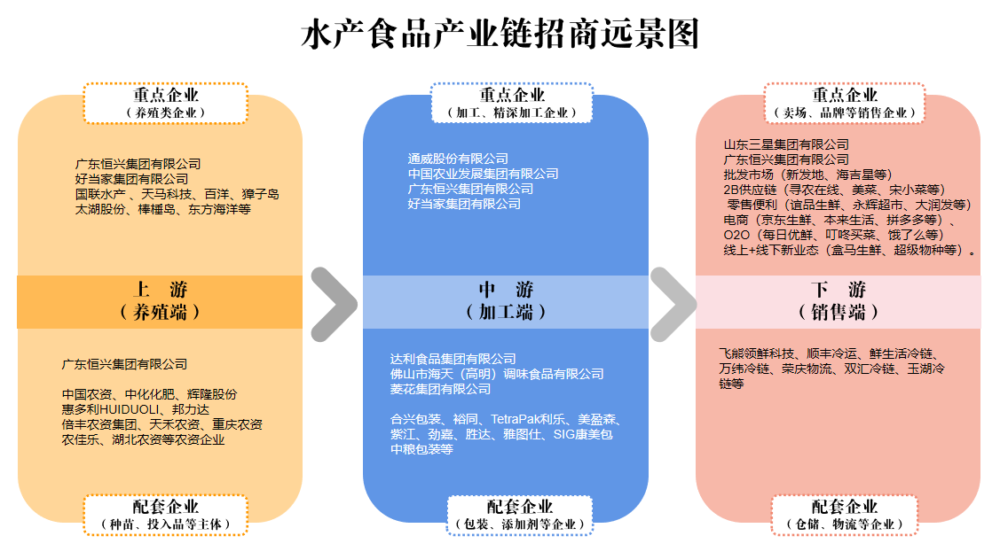 水产食品产业链招商远景图
重点企业
（养殖类企业）
广东恒兴集团有限公司
好当家集团有限公司
国联水产 、天马科技、百洋、獐子岛
太湖股份、棒棰岛、东方海洋等
上 游
（养殖端）
广东恒兴集团有限公司
中国农资、中化化肥、辉隆股份
惠多利HUIDUOLI、邦力达
倍丰农资集团、天禾农资、重庆农资
农佳乐、湖北农资等农资企业
配套企业
（种苗、投入品等主体）
重点企业
（加工、精深加工企业）
通威股份有限公司
中国农业发展集团有限公司
广东恒兴集团有限公司
好当家集团有限公司
中 游
（加工端）
达利食品集团有限公司
佛山市海天（高明）调味食品有限公司
菱花集团有限公司
合兴包装、裕同、TetraPak利乐、美盈森、
紫江、劲嘉、胜达、雅图仕、SIG康美包
中粮包装等
配套企业
（包装、添加剂等企业）
重点企业
（卖场、品牌等销售企业）
山东三星集团有限公司
广东恒兴集团有限公司
批发市场（新发地、海吉星等）
2B供应链（寻农在线、美菜、宋小菜等）
零售便利（谊品生鲜、永辉超市、大润发等）
电商（京东生鲜、本来生活、拼多多等）、
O2O（每日优鲜、叮咚买菜、饿了么等）
线上+线下新业态（盒马生鲜、超级物种等）。
下 游
（销售端）
飞熊领鲜科技、顺丰冷运、鲜生活冷链、
万纬冷链、荣庆物流、双汇冷链、玉湖冷
链等
配套企业
（仓储、物流等企业）